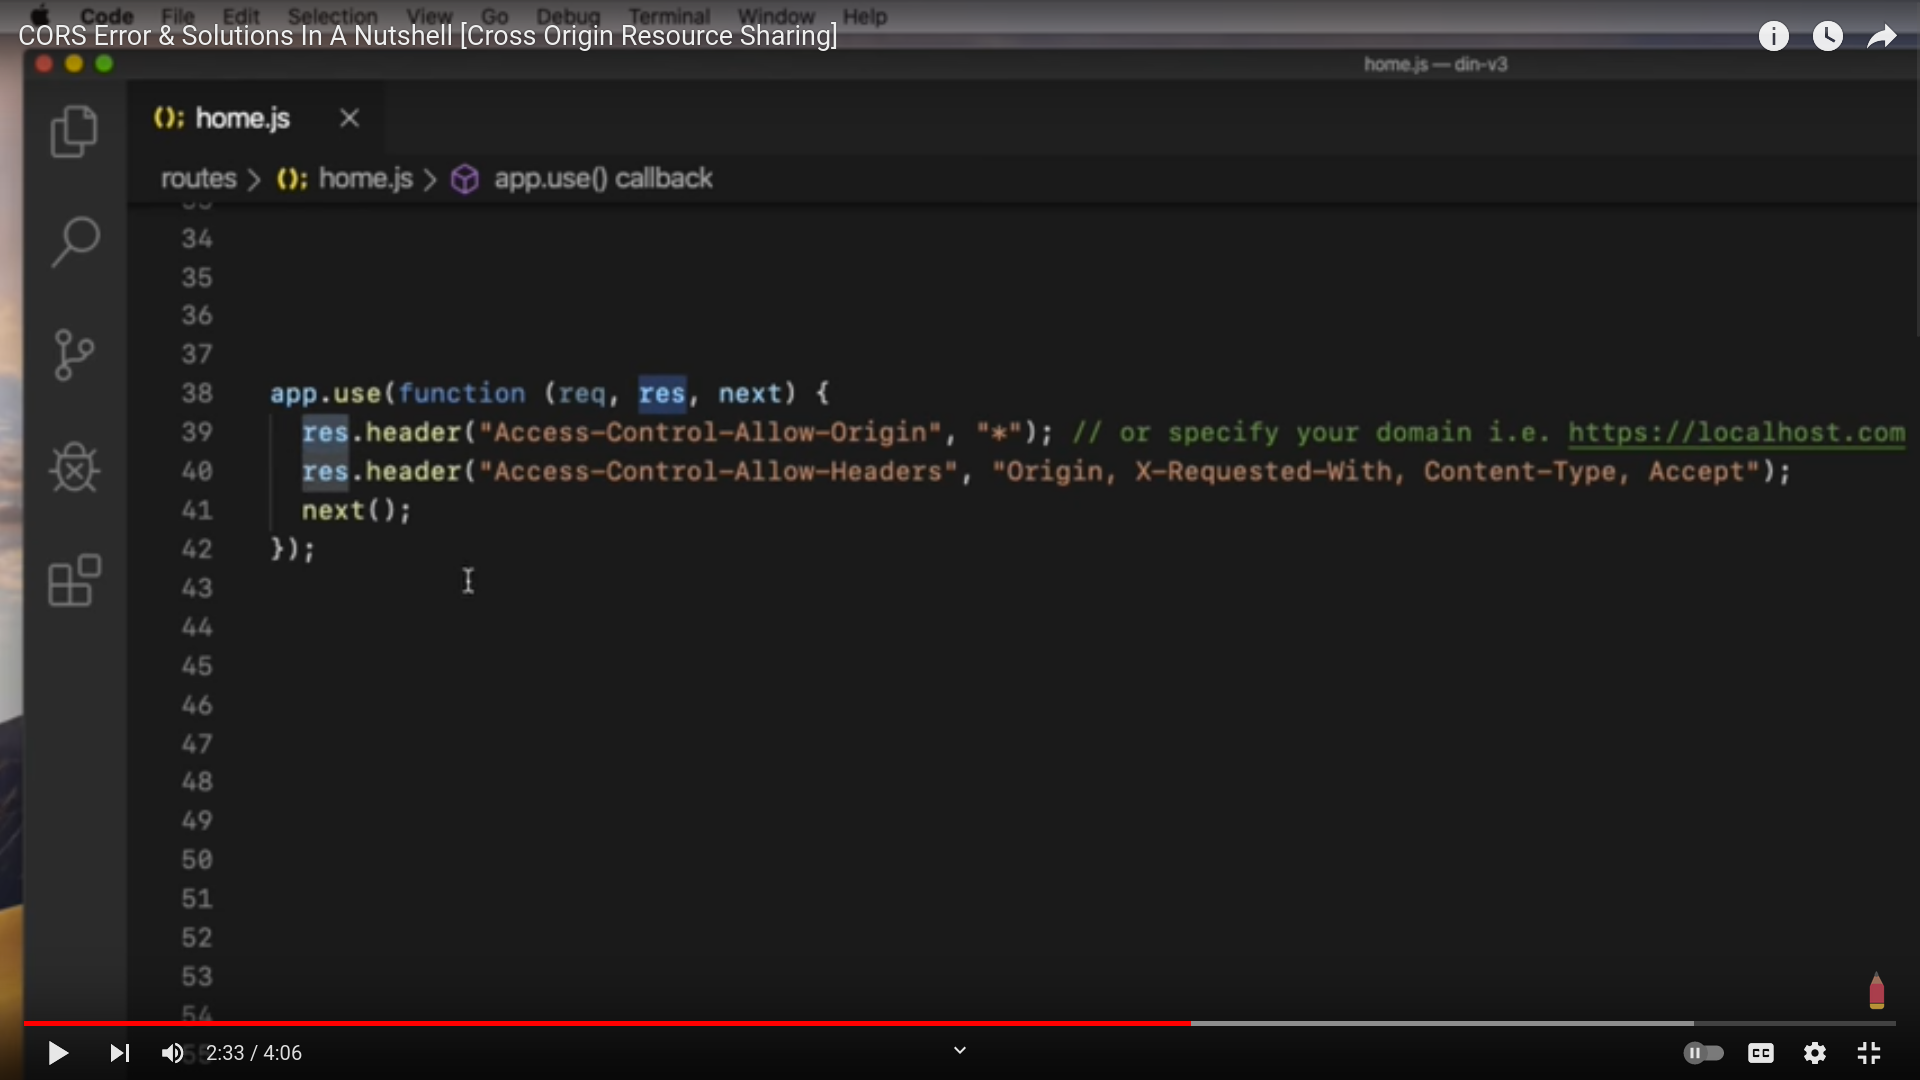 Code File Edit Selection View Go Debug Terminal Window Help
CORS Error & Solutions In A Nutshell [Cross Origin Resource Sharing]
home.js — din-v3
(); home.js ×
routes > (); home.js > app.use() callback
34
35
36
37
38 app.use(function (req, res, next) {
39 res.header("Access-Control-Allow-Origin", "*"); // or specify your domain i.e. https://localhost.com
40 res.header("Access-Control-Allow-Headers", "Origin, X-Requested-With, Content-Type, Accept");
41 next();
42 });
43
44
45
46
47
48
49
50
51
52
53
54
2:33 / 4:06
CC